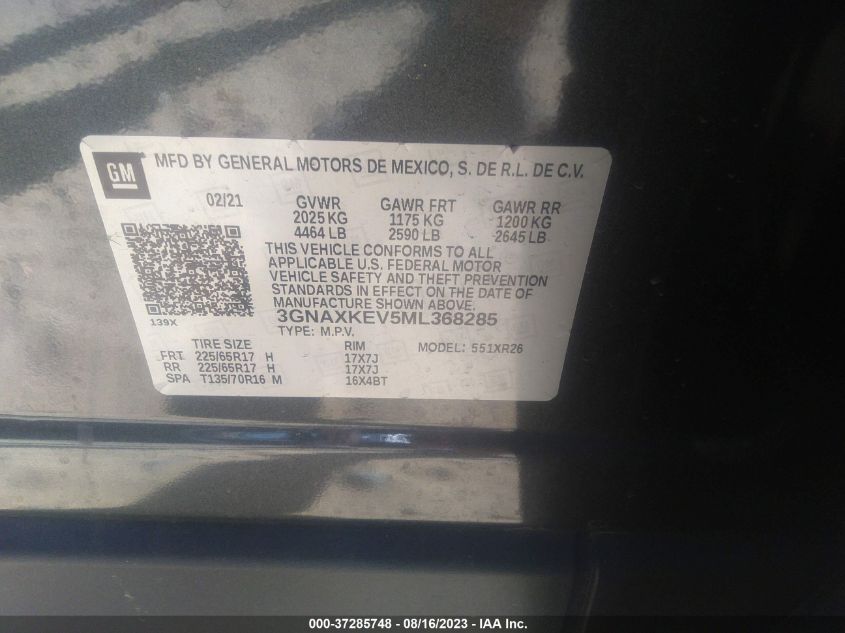 GM
MFD BY GENERAL MOTORS DE MEXICO, S. DE R.L. DE C.V.
02/21 GVWR GAWR FRT GAWR RR
2025 KG 1175 KG 1200 KG
4464 LB 2590 LB 2645 LB
THIS VEHICLE CONFORMS TO ALL
APPLICABLE U.S. FEDERAL MOTOR
VEHICLE SAFETY AND THEFT PREVENTION
STANDARDS IN EFFECT ON THE DATE OF
MANUFACTURE SHOWN ABOVE.
139X
3GNAXKEV5ML368285
TYPE: M.P.V.
TIRE SIZE RIM MODEL: 551XR26
FRT 225/65R17 H 17X7J
RR 225/65R17 H 17X7J
SPA T135/70R16 M 16X4BT
000-37285748 - 08/16/2023 - IAA Inc.